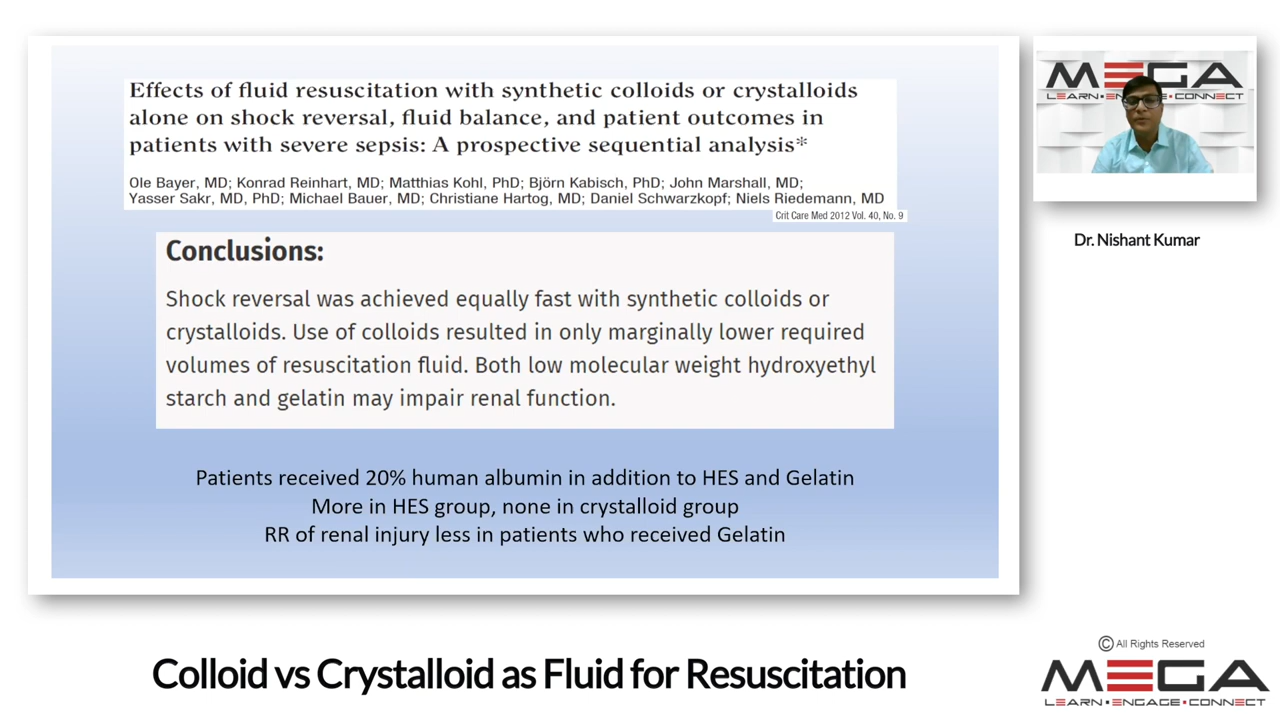 Effects of fluid resuscitation with synthetic colloids or crystalloids
alone on shock reversal, fluid balance, and patient outcomes in
patients with severe sepsis: A prospective sequential analysis*
Ole Bayer, MD; Konrad Reinhart, MD; Matthias Kohl, PhD; Björn Kabisch, PhD; John Marshall, MD;
Yasser Sakr, MD, PhD; Michael Bauer, MD; Christiane Hartog, MD; Daniel Schwarzkopf; Niels Riedemann, MD
Crit Care Med 2012 Vol. 40, No. 9
Conclusions:
Shock reversal was achieved equally fast with synthetic colloids or
crystalloids. Use of colloids resulted in only marginally lower required
volumes of resuscitation fluid. Both low molecular weight hydroxyethyl
starch and gelatin may impair renal function.
Patients received 20% human albumin in addition to HES and Gelatin
More in HES group, none in crystalloid group
RR of renal injury less in patients who received Gelatin
MEGA
LEARN•ENGAGE•CONNECT
Dr. Nishant Kumar
Colloid vs Crystalloid as Fluid for Resuscitation
© All Rights Reserved
MEGA
LEARN•ENGAGE•CONNECT